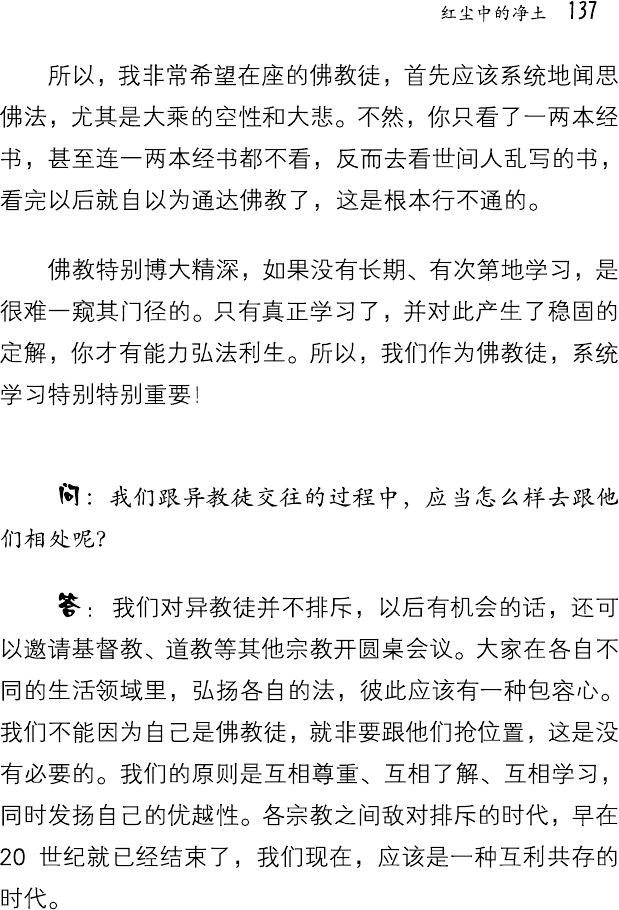 红尘中的净土 137
所以，我非常希望在座的佛教徒，首先应该系统地闻思
佛法，尤其是大乘的空性和大悲。不然，你只看了一两本经
书，甚至连一两本经书都不看，反而去看世间人乱写的书，
看完以后就自以为通达佛教了，这是根本行不通的。
佛教特别博大精深，如果没有长期、有次第地学习，是
很难一窥其门径的。只有真正学习了，并对此产生了稳固的
定解，你才有能力弘法利生。所以，我们作为佛教徒，系统
学习特别特别重要！
问：我们跟异教徒交往的过程中，应当怎么样去跟他
们相处呢？
答：我们对异教徒并不排斥，以后有机会的话，还可
以邀请基督教、道教等其他宗教开圆桌会议。大家在各自不
同的生活领域里，弘扬各自的法，彼此应该有一种包容心。
我们不能因为自己是佛教徒，就非要跟他们抢位置，这是没
有必要的。我们的原则是互相尊重、互相了解、互相学习，
同时发扬自己的优越性。各宗教之间敌对排斥的时代，早在
20 世纪就已经结束了，我们现在，应该是一种互利共存的
时代。